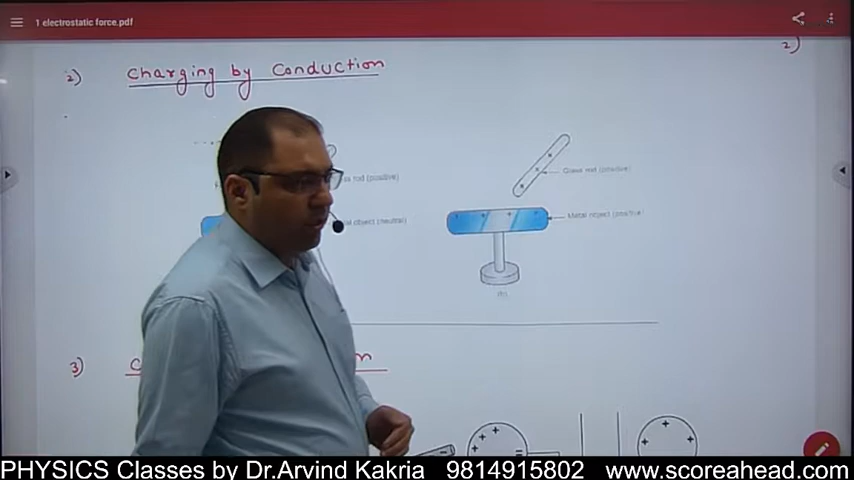 1 electrostatic force.pdf
2)
2) Charging by Conduction
Glass rod (positive)
rod (positive)
Metal object (positive)
object (neutral)
(b)
3)
PHYSICS Classes by Dr.Arvind Kakria 9814915802 www.scoreahead.com